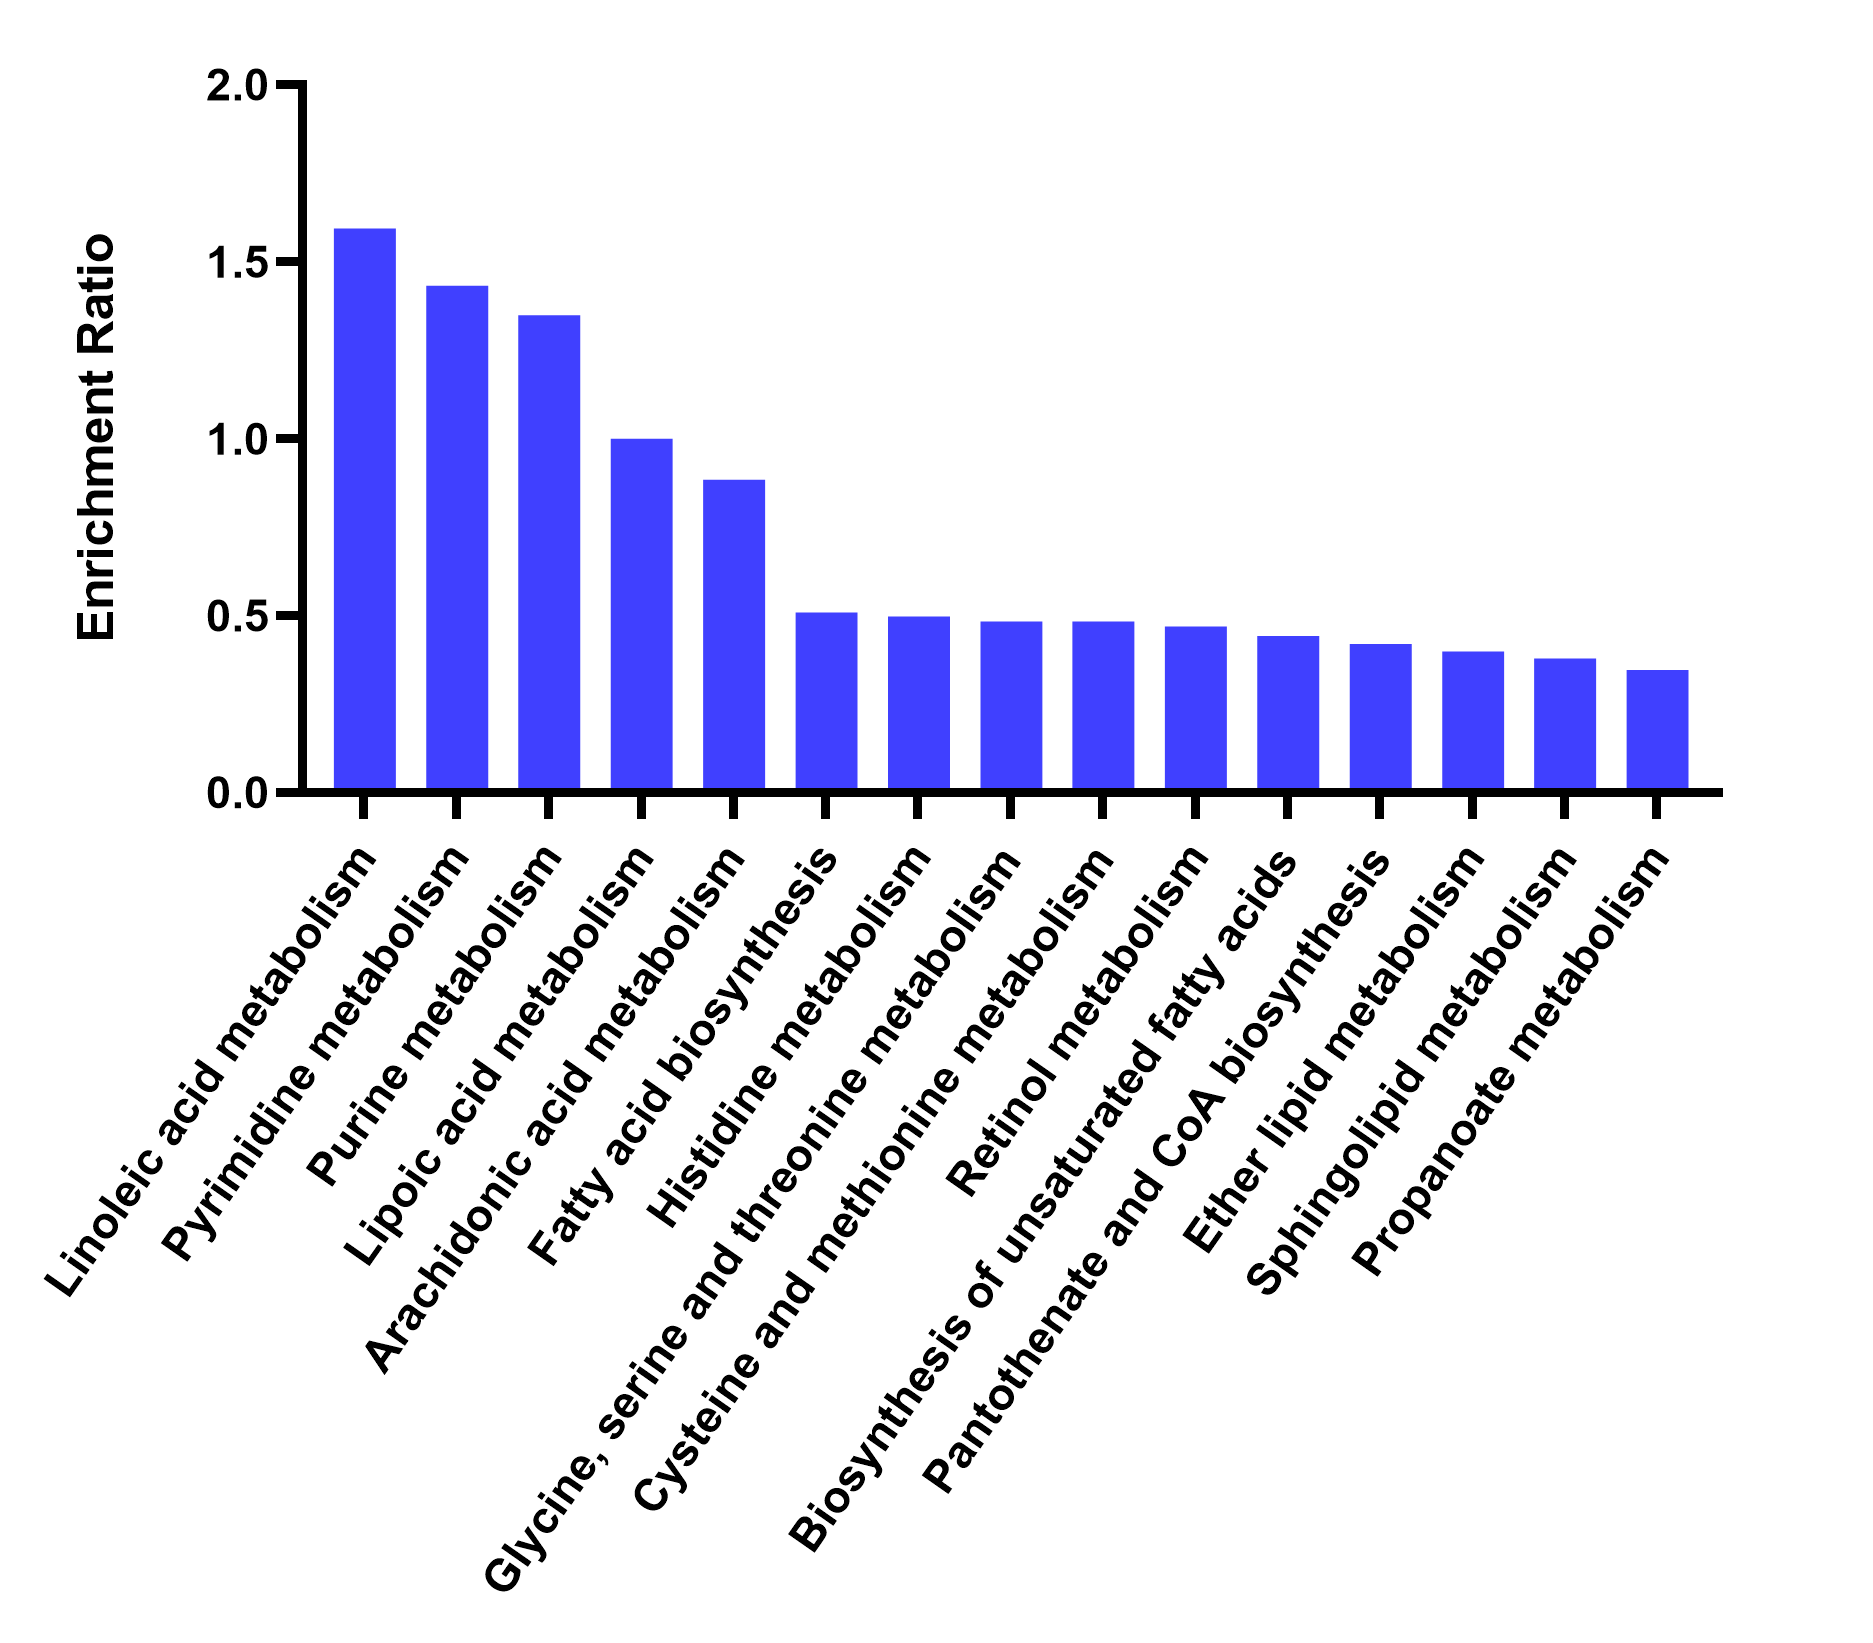 Enrichment Ratio
2.0
1.5
1.0
0.5
0.0
Linoleic acid metabolism
Pyrimidine metabolism
Purine metabolism
Lipoic acid metabolism
Arachidonic acid metabolism
Fatty acid biosynthesis
Histidine metabolism
Glycine, serine and threonine metabolism
Cysteine and methionine metabolism
Retinol metabolism
Biosynthesis of unsaturated fatty acids
Pantothenate and CoA biosynthesis
Ether lipid metabolism
Sphingolipid metabolism
Propanoate metabolism